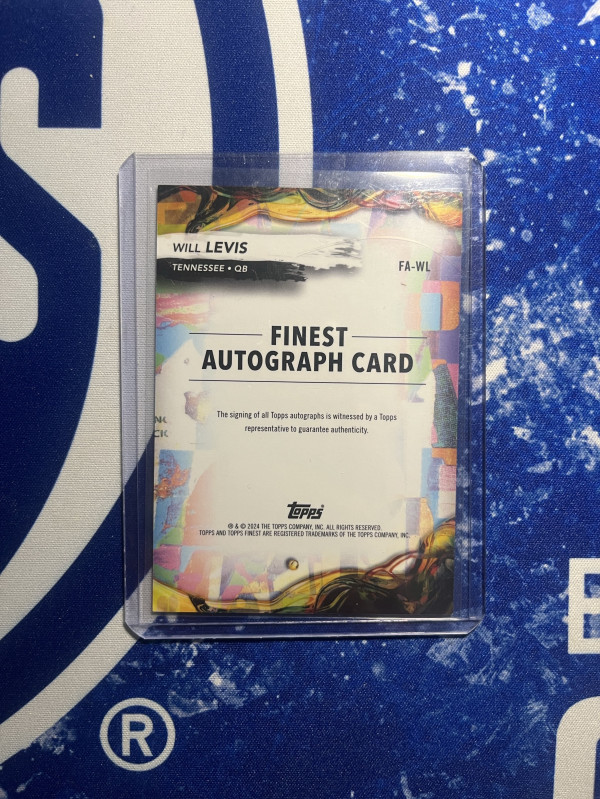 WILL LEVIS
TENNESSEE • QB
FA-WL
FINEST
AUTOGRAPH CARD
The signing of all Topps autographs is witnessed by a Topps
representative to guarantee authenticity.
Topps
® & © 2024 THE TOPPS COMPANY, INC. ALL RIGHTS RESERVED.
TOPPS AND TOPPS FINEST ARE REGISTERED TRADEMARKS OF THE TOPPS COMPANY, INC.
S
®